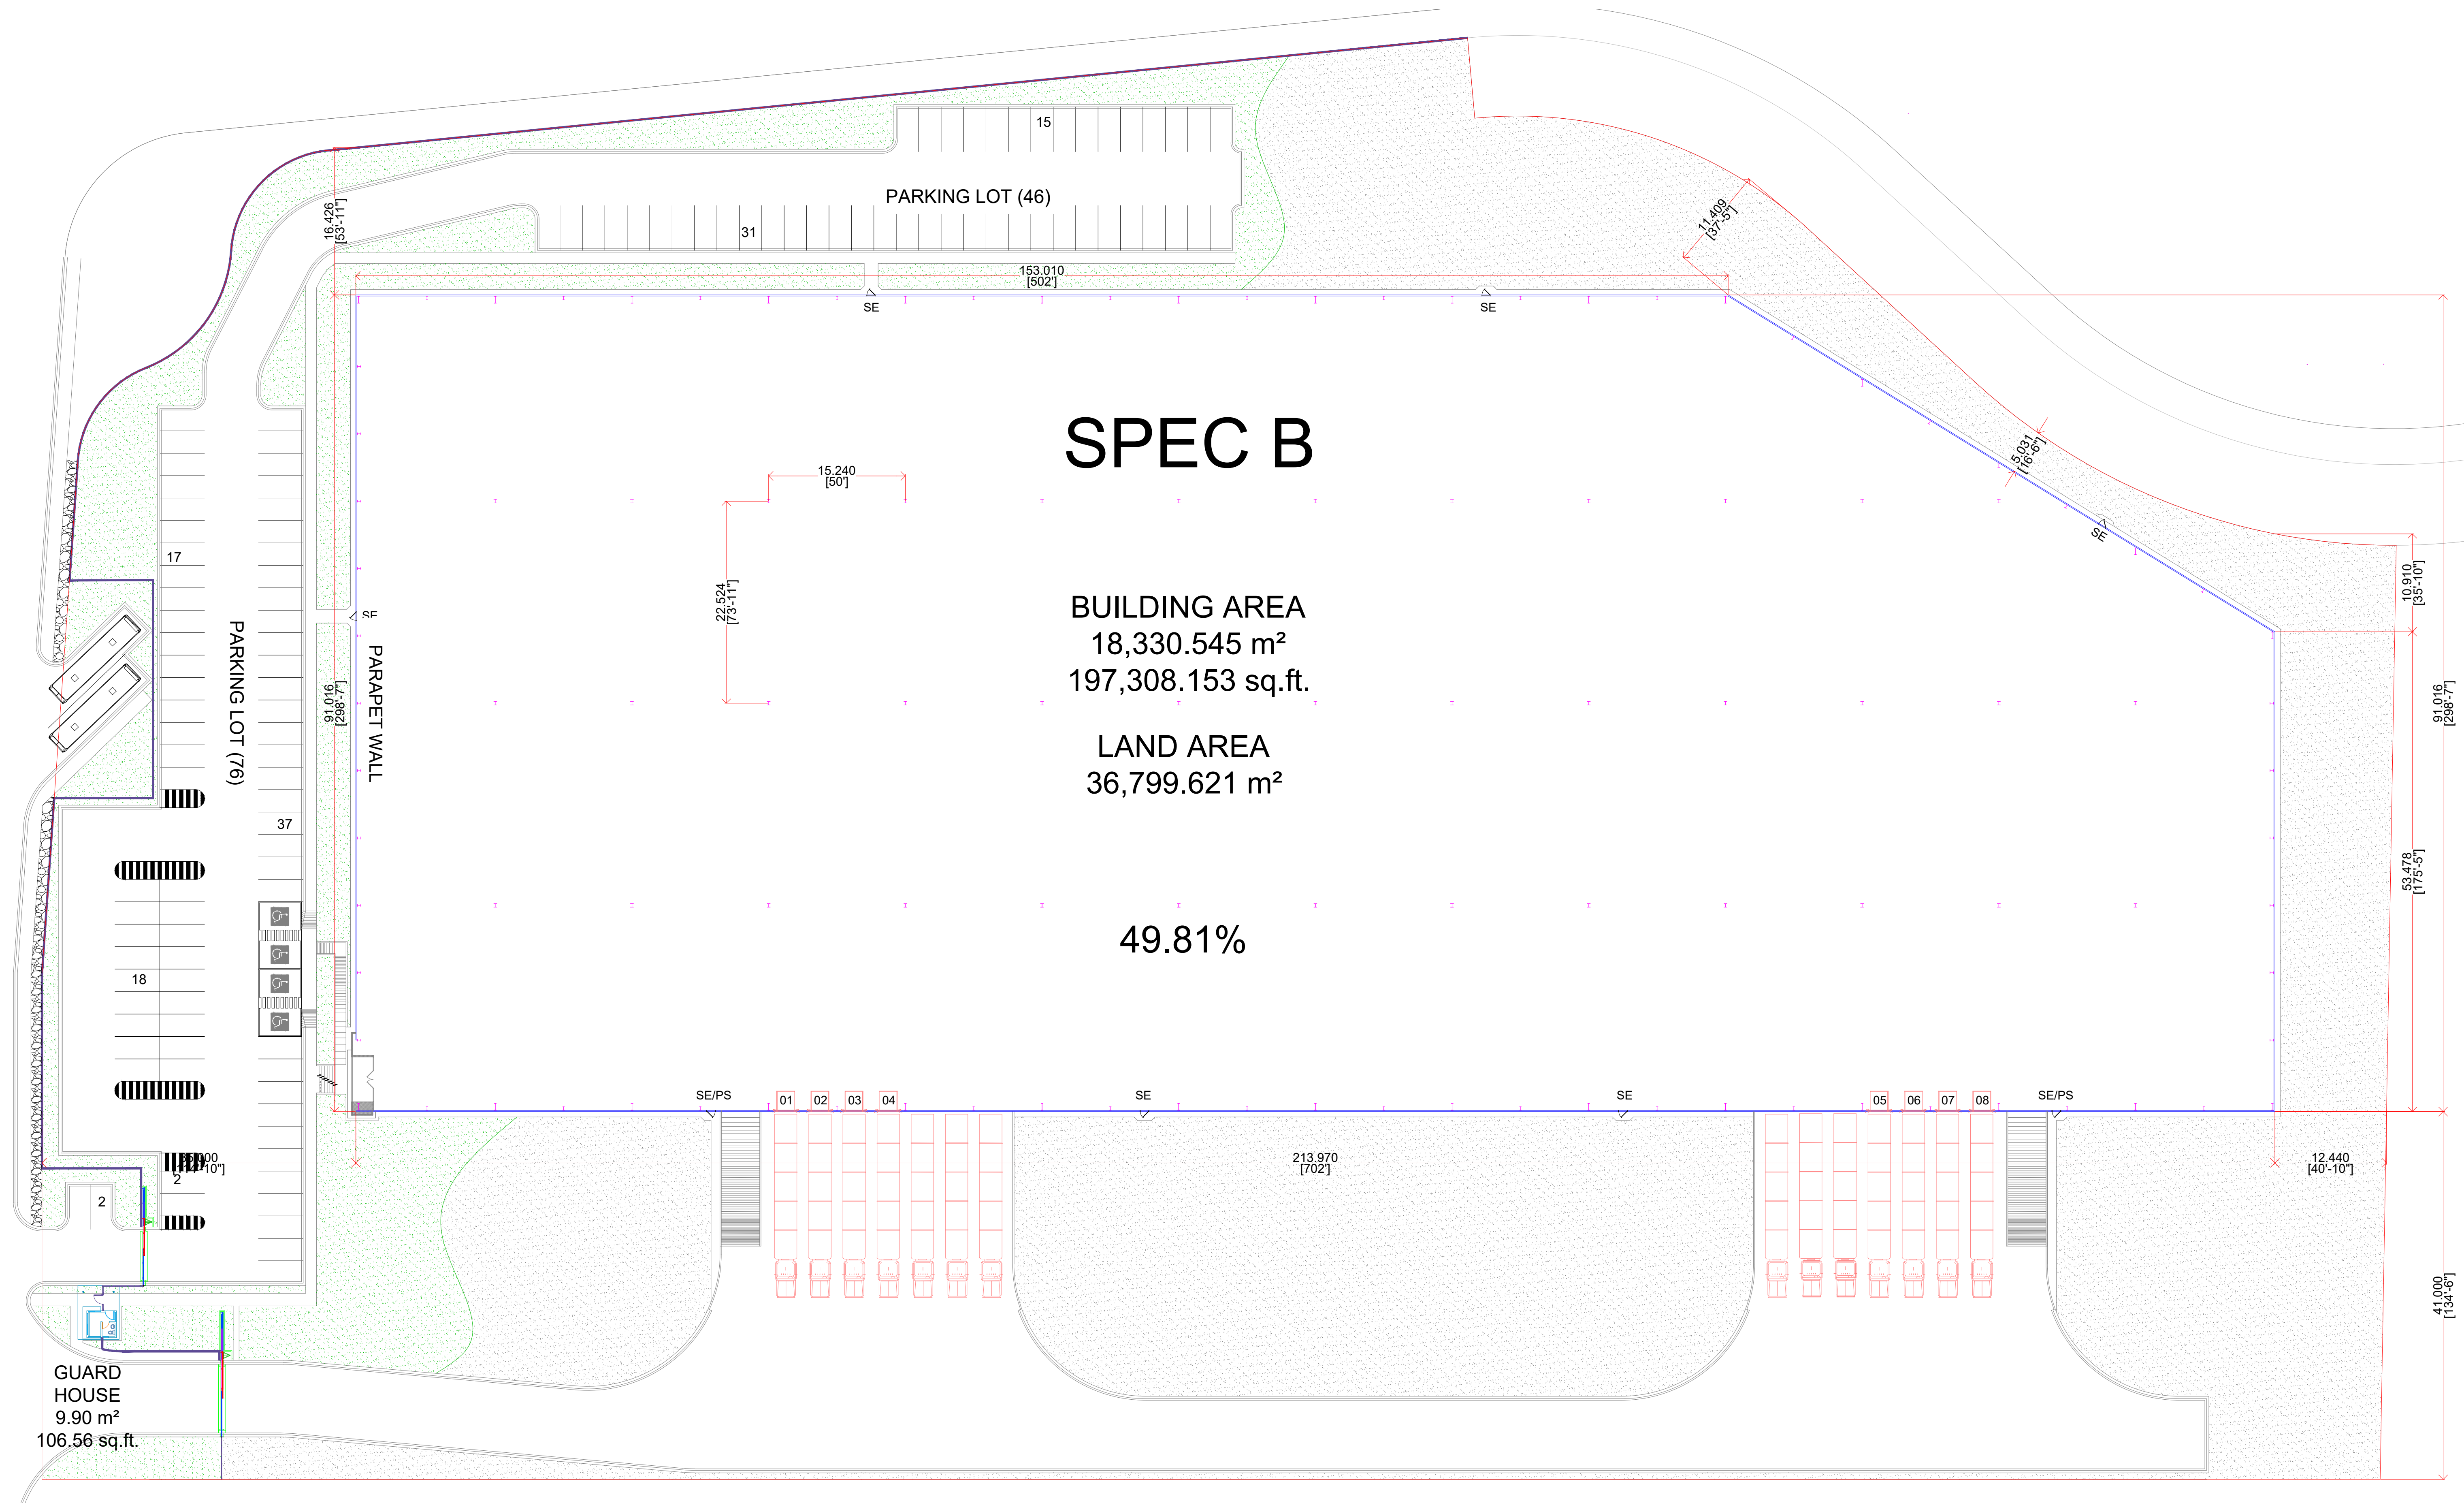 15
PARKING LOT (46)
31
16.426
[53'-11"]
11.409
[37'-5"]
153.010
[502']
SE
SE
SPEC B
15.240
[50']
5.031
[16'-6"]
SE
17
22.524
[73'-11"]
10.910
[35'-10"]
BUILDING AREA
18,330.545 m²
197,308.153 sq.ft.
SE
PARKING LOT (76)
PARAPET WALL
91.016
[298'-7"]
91.016
[298'-7"]
LAND AREA
36,799.621 m²
37
53.478
[175'-5"]
49.81%
18
SE/PS
01
02
03
04
SE
SE
05
06
07
08
SE/PS
213.970
[702']
12.440
[40'-10"]
2
2
41.000
[134'-6"]
GUARD
HOUSE
9.90 m²
106.56 sq.ft.